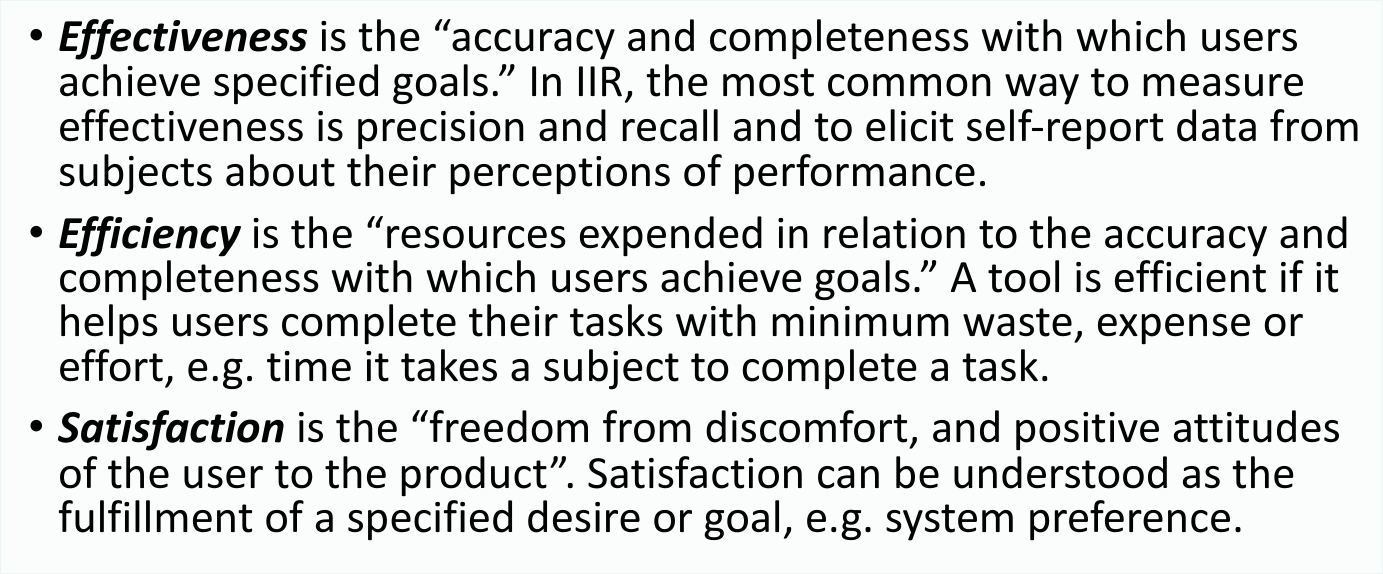 • Effectiveness is the “accuracy and completeness with which users
achieve specified goals.” In IIR, the most common way to measure
effectiveness is precision and recall and to elicit self-report data from
subjects about their perceptions of performance.
• Efficiency is the “resources expended in relation to the accuracy and
completeness with which users achieve goals.” A tool is efficient if it
helps users complete their tasks with minimum waste, expense or
effort, e.g. time it takes a subject to complete a task.
• Satisfaction is the “freedom from discomfort, and positive attitudes
of the user to the product”. Satisfaction can be understood as the
fulfillment of a specified desire or goal, e.g. system preference.